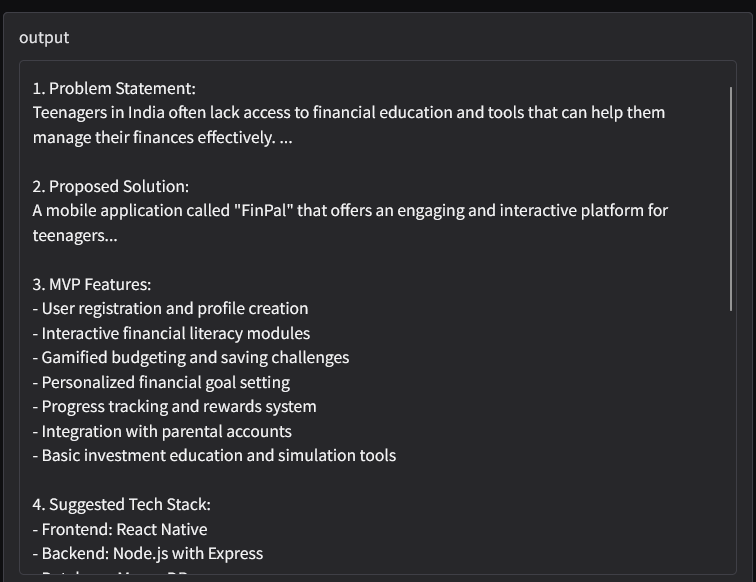 output
1. Problem Statement:
Teenagers in India often lack access to financial education and tools that can help them
manage their finances effectively. ...
2. Proposed Solution:
A mobile application called "FinPal" that offers an engaging and interactive platform for
teenagers...
3. MVP Features:
- User registration and profile creation
- Interactive financial literacy modules
- Gamified budgeting and saving challenges
- Personalized financial goal setting
- Progress tracking and rewards system
- Integration with parental accounts
- Basic investment education and simulation tools
4. Suggested Tech Stack:
- Frontend: React Native
- Backend: Node.js with Express